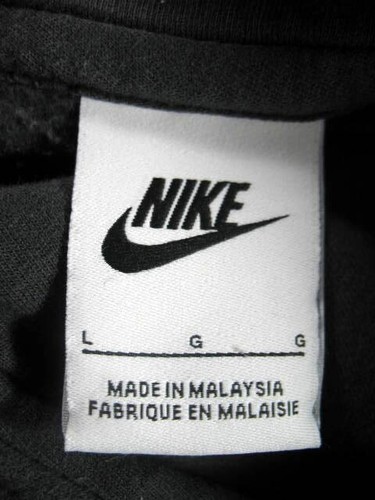 NIKE
L G G
MADE IN MALAYSIA
FABRIQUE EN MALAISIE